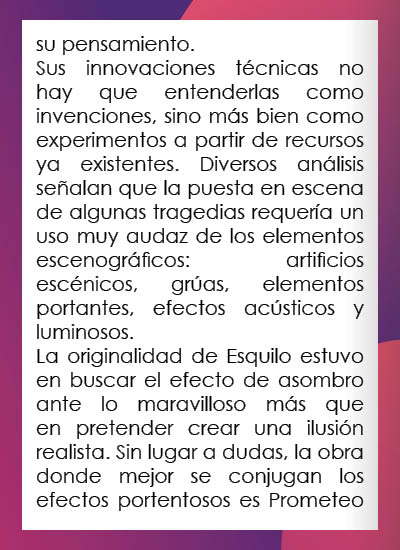 su pensamiento.
Sus innovaciones técnicas no
hay que entenderlas como
invenciones, sino más bien como
experimentos a partir de recursos
ya existentes. Diversos análisis
señalan que la puesta en escena
de algunas tragedias requería un
uso muy audaz de los elementos
escenográficos: artificios
escénicos, grúas, elementos
portantes, efectos acústicos y
luminosos.
La originalidad de Esquilo estuvo
en buscar el efecto de asombro
ante lo maravilloso más que
en pretender crear una ilusión
realista. Sin lugar a dudas, la obra
donde mejor se conjugan los
efectos portentosos es Prometeo